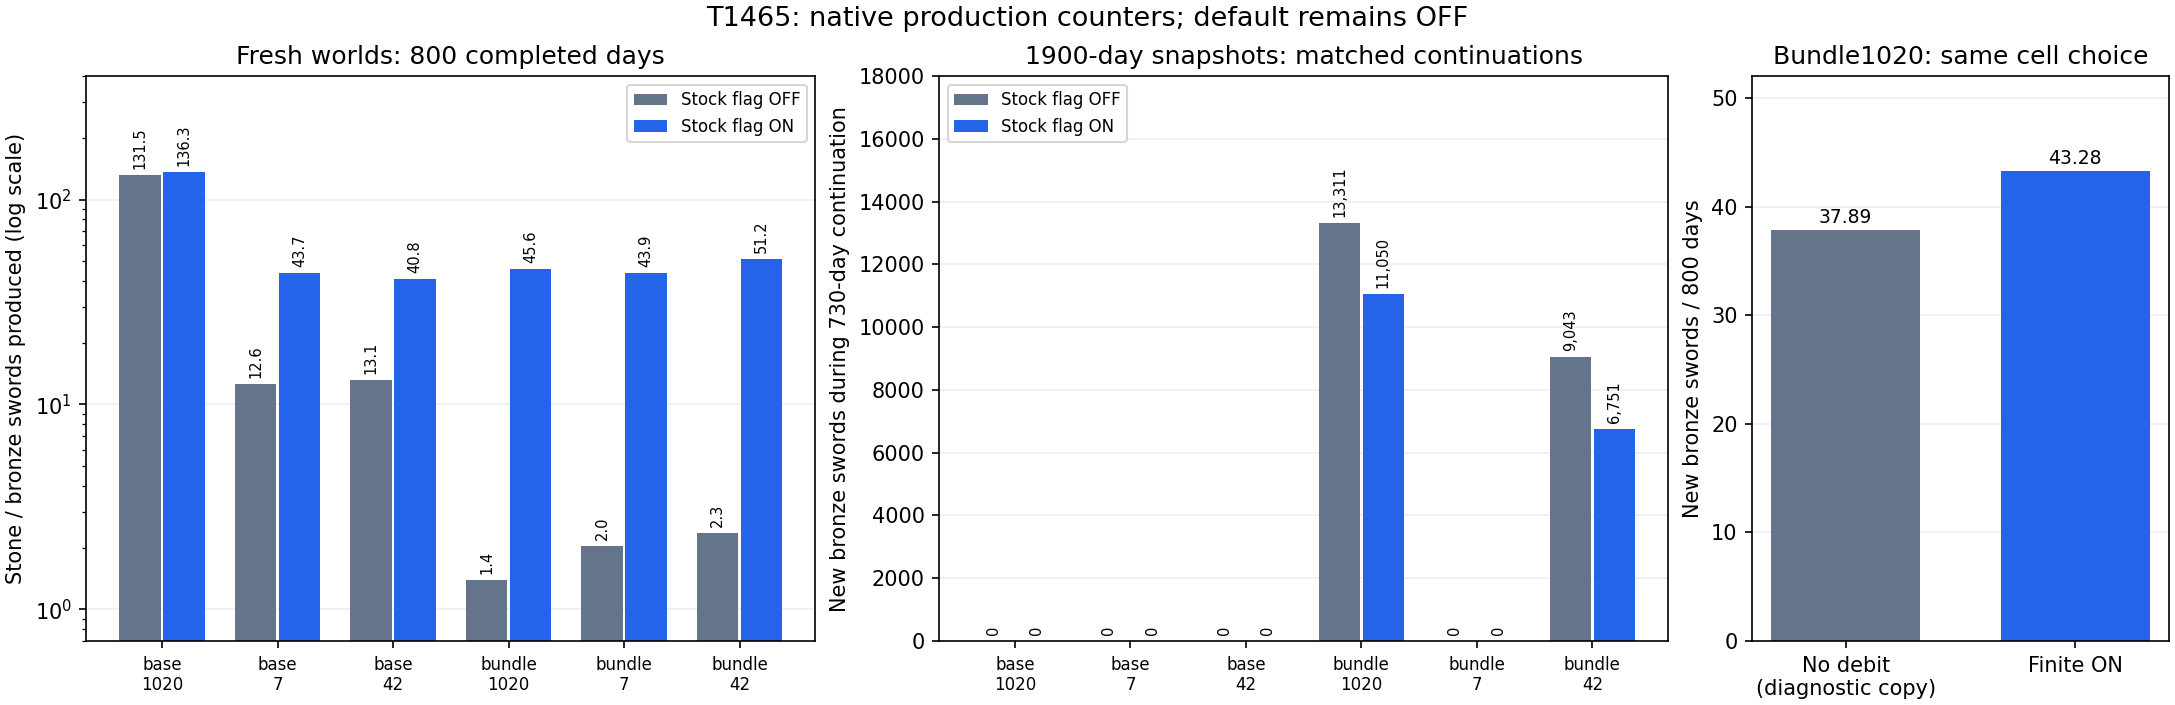 T1465: native production counters; default remains OFF
Fresh worlds: 800 completed days
Stone / bronze swords produced (log scale)
10²
10¹
10⁰
Stock flag OFF
Stock flag ON
131.5
136.3
12.6
43.7
13.1
40.8
1.4
45.6
2.0
43.9
2.3
51.2
base
1020
base
7
base
42
bundle
1020
bundle
7
bundle
42
1900-day snapshots: matched continuations
New bronze swords during 730-day continuation
18000
16000
14000
12000
10000
8000
6000
4000
2000
0
Stock flag OFF
Stock flag ON
0
0
0
0
0
0
13,311
11,050
0
0
9,043
6,751
base
1020
base
7
base
42
bundle
1020
bundle
7
bundle
42
Bundle1020: same cell choice
New bronze swords / 800 days
50
40
30
20
10
0
37.89
43.28
No debit
(diagnostic copy)
Finite ON